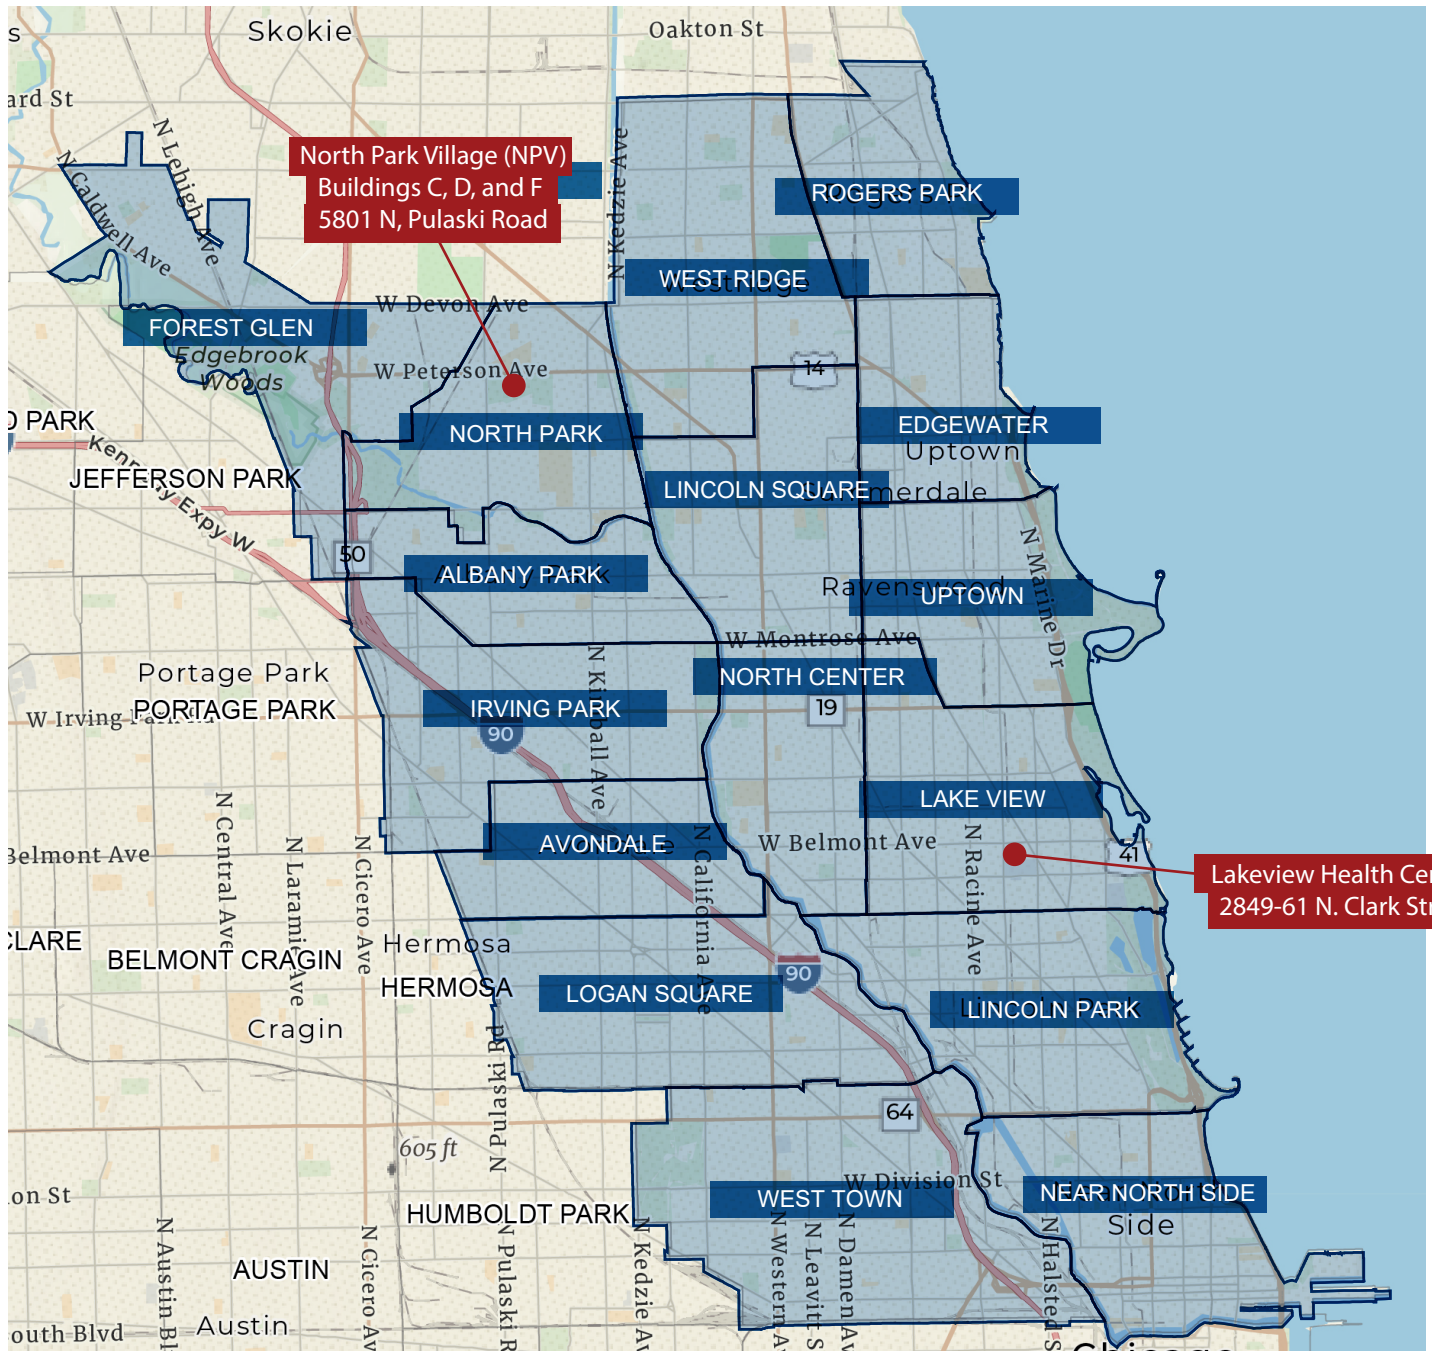 Skokie
Oakton St
ard St
N Lehigh Ave
N Caldwell Ave
N Kedzie Ave
North Park Village (NPV)
Buildings C, D, and F
5801 N, Pulaski Road
ROGERS PARK
WEST RIDGE
W Devon Ave
FOREST GLEN
Edgebrook
Woods
W Peterson Ave
14
NORTH PARK
EDGEWATER
Uptown
JEFFERSON PARK
Kennedy Expy W
LINCOLN SQUARE
50
ALBANY PARK
Ravenswood
UPTOWN
N Marine Dr
W Montrose Ave
Portage Park
PORTAGE PARK
NORTH CENTER
IRVING PARK
19
90
N Kimball Ave
LAKE VIEW
AVONDALE
W Belmont Ave
Belmont Ave
N Central Ave
N Laramie Ave
N Cicero Ave
N California Ave
N Racine Ave
41
Lakeview Health Cen
2849-61 N. Clark Str
CLARE
BELMONT CRAGIN
Hermosa
HERMOSA
LOGAN SQUARE
90
LINCOLN PARK
Cragin
N Pulaski Rd
64
605 ft
W Division St
on St
WEST TOWN
NEAR NORTH SIDE
Side
HUMBOLDT PARK
AUSTIN
Austin
outh Blvd
N Austin Bl
N Cicero Av
N Pulaski R
N Kedzie Av
N Western A
N Leavitt S
N Damen Av
N Halsted S
Chicago